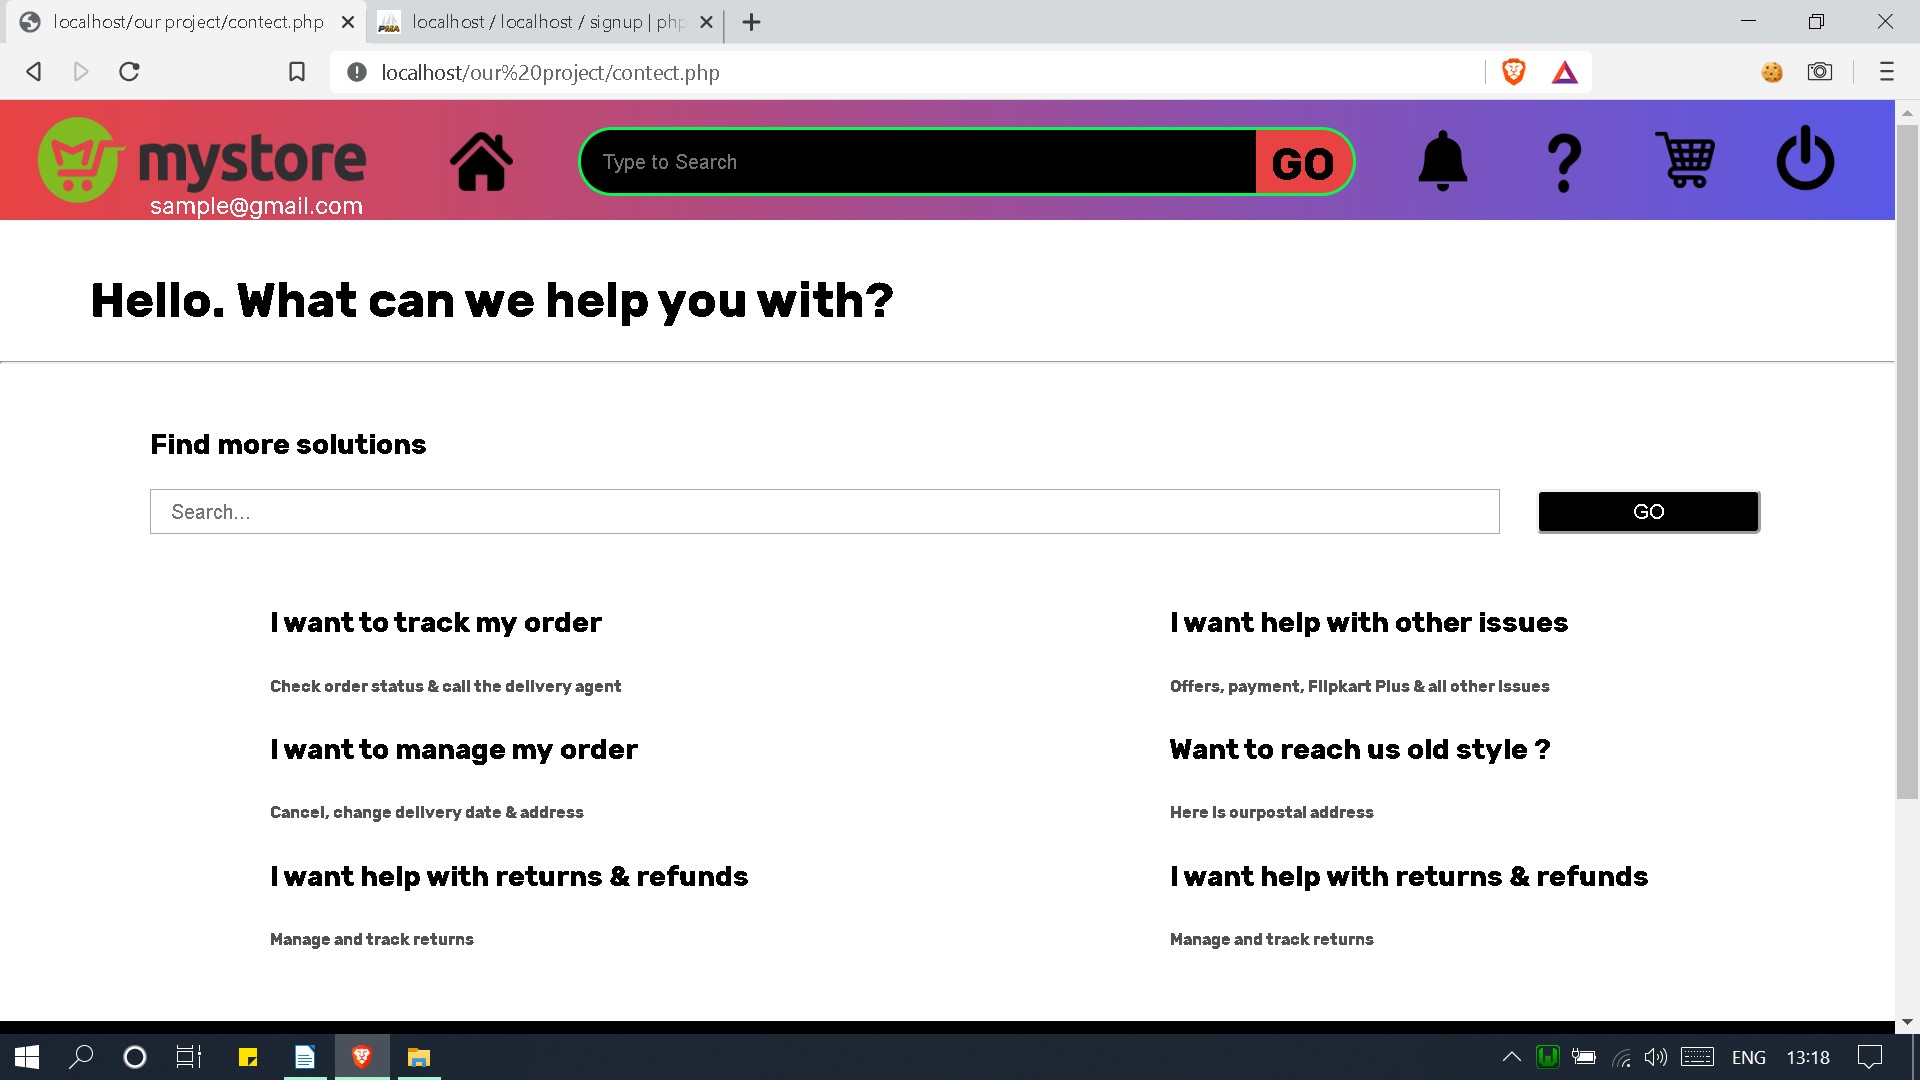 localhost/our project/contect.php
localhost / localhost / signup | php
localhost/our%20project/contect.php
mystore
sample@gmail.com
Type to Search
GO
Hello. What can we help you with?
Find more solutions
Search...
GO
I want to track my order
I want help with other issues
Check order status & call the delivery agent
Offers, payment, Flipkart Plus & all other issues
I want to manage my order
Want to reach us old style ?
Cancel, change delivery date & address
Here is ourpostal address
I want help with returns & refunds
I want help with returns & refunds
Manage and track returns
Manage and track returns
ENG
13:18